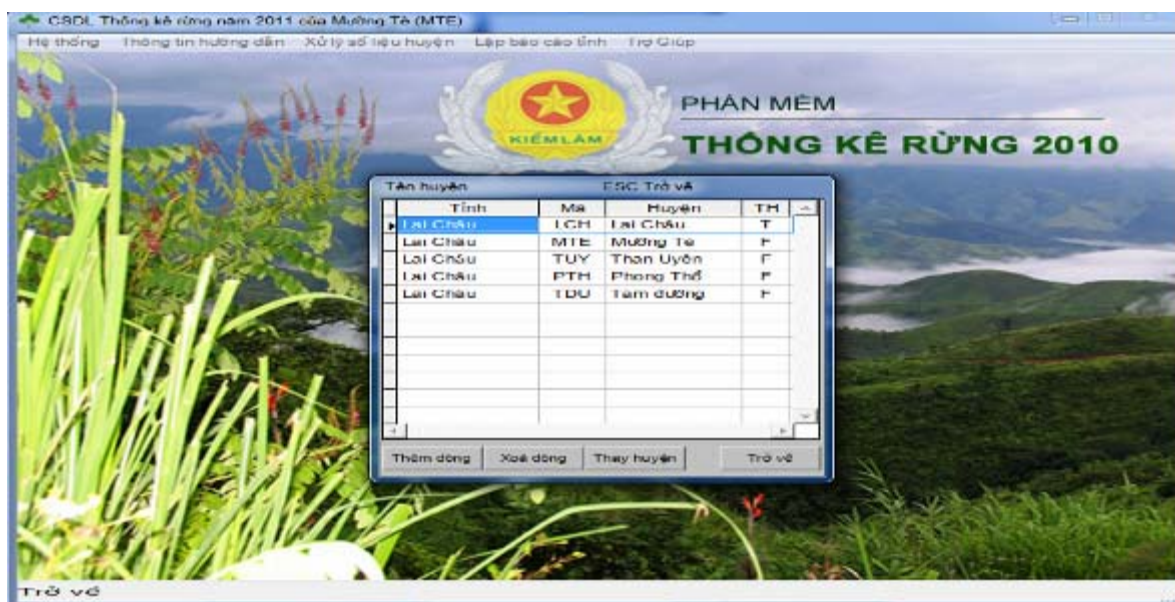 CSDL Thống kê rừng năm 2011 của Mường Tè (MTE)
Hệ thống Thông tin hướng dẫn Xử lý số liệu huyện Lập báo cáo tỉnh Trợ Giúp
PHẦN MỀM
KIỂM LÂM
THỐNG KÊ RỪNG 2010
Tên huyện ESC Trở về
Tỉnh Mã Huyện TH
Lai Châu LCH Lai Châu T
Lai Châu MTE Mường Tè F
Lai Châu TUY Than Uyên F
Lai Châu PTH Phong Thổ F
Lai Châu TDU Tam đường F
Thêm dòng Xoá dòng Thay huyện Trở về
Trở về